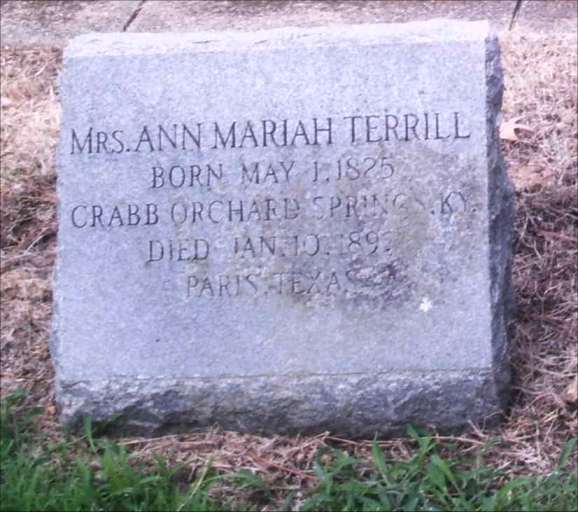 MRS. ANN MARIAH TERRILL
BORN MAY 1, 1825
CRABB ORCHARD SPRINGS, KY.
DIED JAN. 10,
PARIS, TEXAS